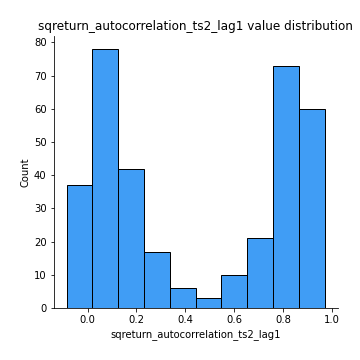 sqreturn_autocorrelation_ts2_lag1 value distribution
80
70
60
50
40
30
20
10
0
Count
0.0 0.2 0.4 0.6 0.8 1.0
sqreturn_autocorrelation_ts2_lag1